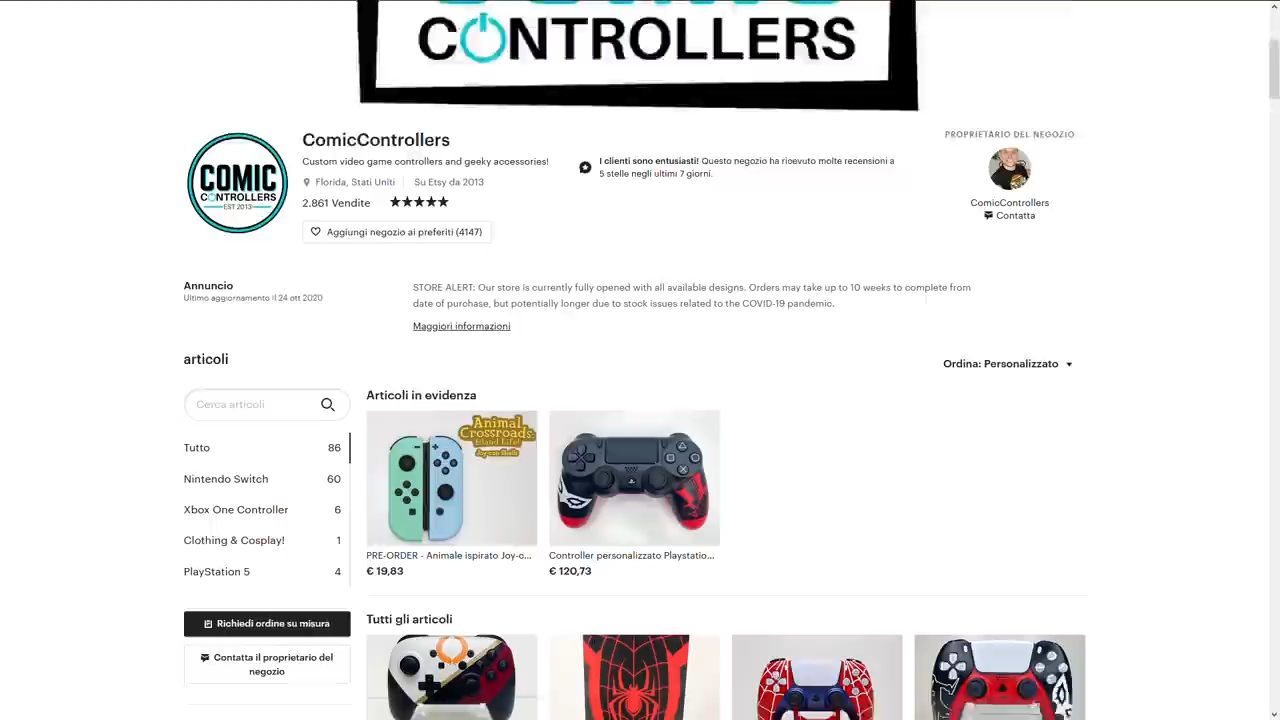 CONTROLLERS
COMIC
CONTROLLERS
EST 2013
ComicControllers
Custom video game controllers and geeky accessories!
Florida, Stati Uniti
Su Etsy da 2013
2.861 Vendite
Aggiungi negozio ai preferiti (4147)
I clienti sono entusiasti! Questo negozio ha ricevuto molte recensioni a
5 stelle negli ultimi 7 giorni.
PROPRIETARIO DEL NEGOZIO
ComicControllers
Contatta
Annuncio
Ultimo aggiornamento il 24 ott 2020
STORE ALERT: Our store is currently fully opened with all available designs. Orders may take up to 10 weeks to complete from
date of purchase, but potentially longer due to stock issues related to the COVID-19 pandemic.
Maggiori informazioni
articoli
Ordina: Personalizzato
Cerca articoli
Tutto 86
Nintendo Switch 60
Xbox One Controller 6
Clothing & Cosplay! 1
PlayStation 5 4
Richiedi ordine su misura
Contatta il proprietario del
negozio
Articoli in evidenza
Animal
Crossroads:
Island Life!
Joy-con Shells
PRE-ORDER - Animale ispirato Joy-o...
€ 19,83
Controller personalizzato Playstatio...
€ 120,73
Tutti gli articoli